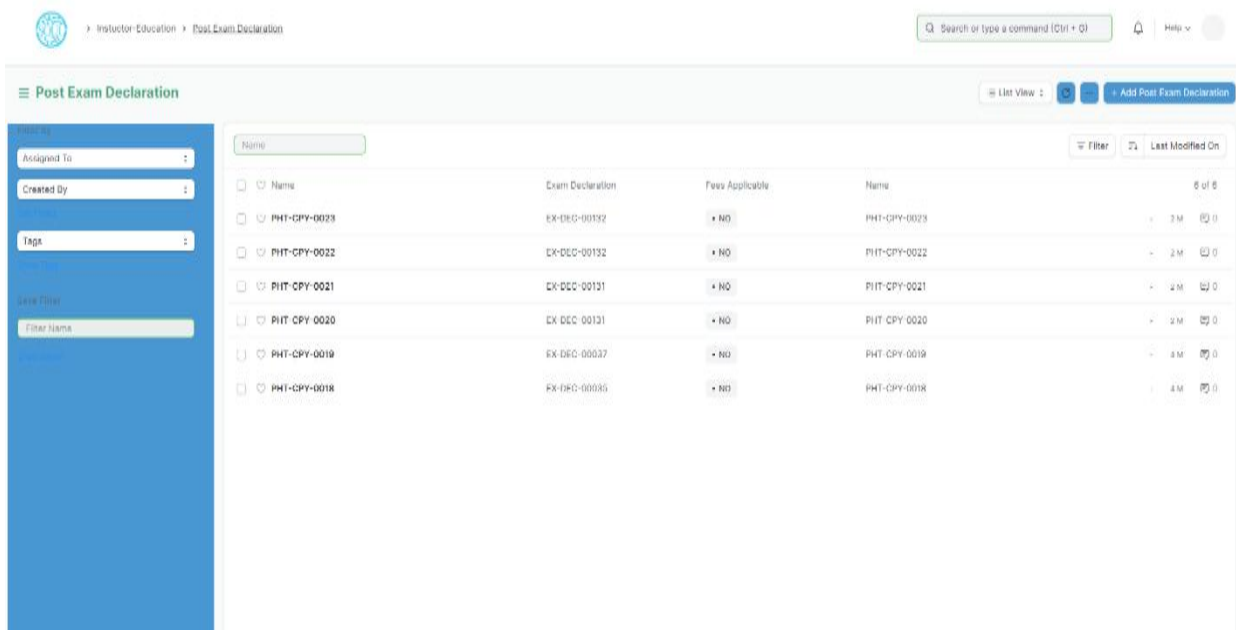 Instuctor-Education > Post Exam Declaration
Search or type a command (Ctrl + G)
Help
Post Exam Declaration
List View
+ Add Post Exam Declaration
Filter By
Assigned To
Created By
Tags
Save Filter
Filter Name
Name
Filter
Last Modified On
Name Exam Declaration Fees Applicable Name 6 of 6
PHT-CPY-0023 EX-DEC-00132 • NO PHT-CPY-0023 - 2 M 0
PHT-CPY-0022 EX-DEC-00132 • NO PHT-CPY-0022 - 2 M 0
PHT-CPY-0021 EX-DEC-00131 • NO PHT-CPY-0021 - 2 M 0
PHT-CPY-0020 EX-DEC-00131 • NO PHT-CPY-0020 - 2 M 0
PHT-CPY-0019 EX-DEC-00037 • NO PHT-CPY-0019 - M 0
PHT-CPY-0018 • NO PHT-CPY-0018 4 M 0